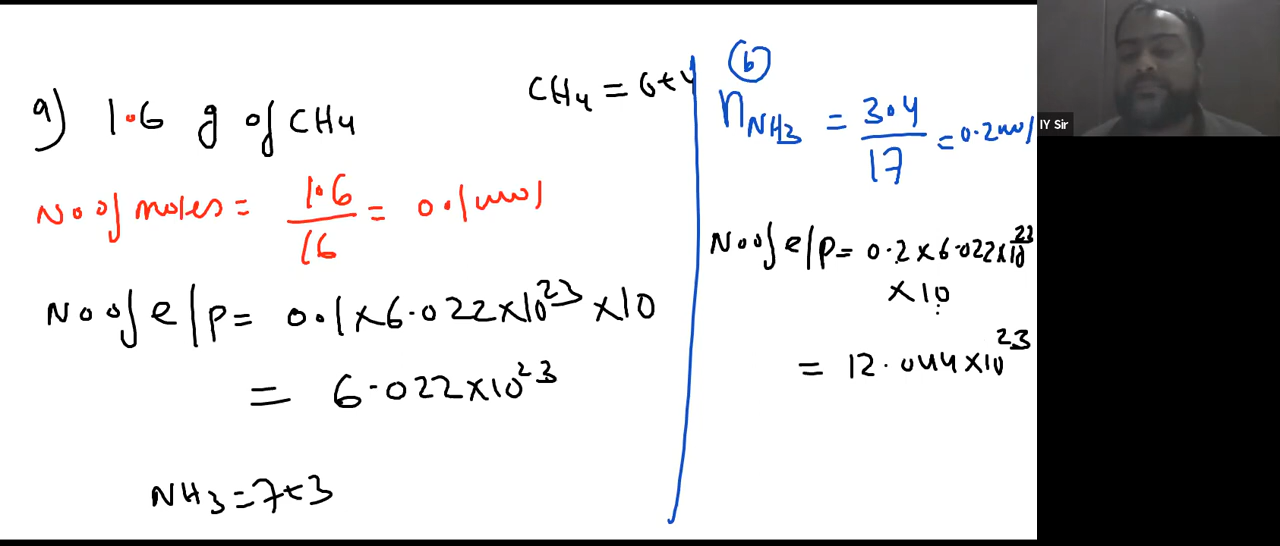 a) 1.6 g of CH4
CH4 = 6+4
No of moles = 1.6/16 = 0.1 mol
No of e/p = 0.1×6.022×10^23 ×10
= 6.022×10^23
NH3 = 7+3
b
nNH3 = 3.4/17 = 0.2 mol
No of e/p = 0.2×6.022×10^23
×10
= 12.044×10^23
IY Sir